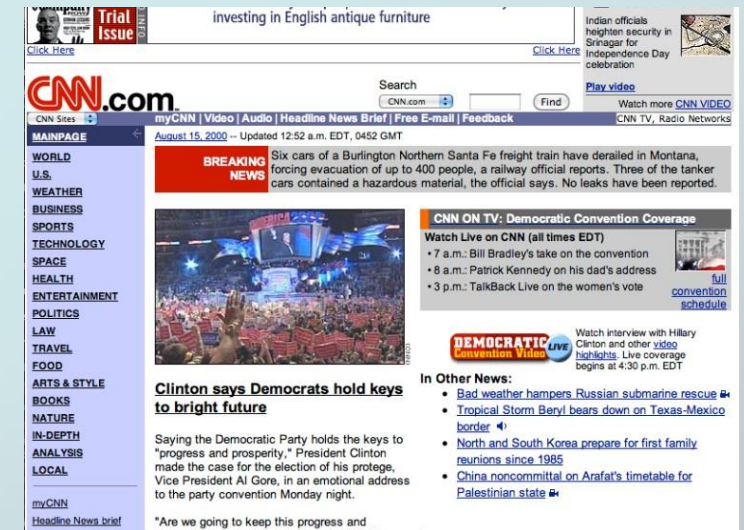 Trial
Issue
INFO
investing in English antique furniture
Click Here
Click Here
Indian officials
heighten security in
Srinagar for
Independence Day
celebration
Play video
Watch more CNN VIDEO
CNN.com
Search
CNN.com
Find
CNN Sites
myCNN | Video | Audio | Headline News Brief | Free E-mail | Feedback
CNN TV, Radio Networks
MAINPAGE
WORLD
U.S.
WEATHER
BUSINESS
SPORTS
TECHNOLOGY
SPACE
HEALTH
ENTERTAINMENT
POLITICS
LAW
TRAVEL
FOOD
ARTS & STYLE
BOOKS
NATURE
IN-DEPTH
ANALYSIS
LOCAL
myCNN
Headline News brief
August 15, 2000 -- Updated 12:52 a.m. EDT, 0452 GMT
BREAKING
NEWS
Six cars of a Burlington Northern Santa Fe freight train have derailed in Montana,
forcing evacuation of up to 400 people, a railway official reports. Three of the tanker
cars contained a hazardous material, the official says. No leaks have been reported.
AMERICA2000
Clinton says Democrats hold keys
to bright future
Saying the Democratic Party holds the keys to
"progress and prosperity," President Clinton
made the case for the election of his protege,
Vice President Al Gore, in an emotional address
to the party convention Monday night.
"Are we going to keep this progress and
CNN ON TV: Democratic Convention Coverage
Watch Live on CNN (all times EDT)
• 7 a.m.: Bill Bradley's take on the convention
• 8 a.m.: Patrick Kennedy on his dad's address
• 3 p.m.: TalkBack Live on the women's vote
full
convention
schedule
DEMOCRATIC
Convention Video
LIVE
Watch interview with Hillary
Clinton and other video
highlights. Live coverage
begins at 4:30 p.m. EDT
In Other News:
• Bad weather hampers Russian submarine rescue
• Tropical Storm Beryl bears down on Texas-Mexico
border
• North and South Korea prepare for first family
reunions since 1985
• China noncommittal on Arafat's timetable for
Palestinian state